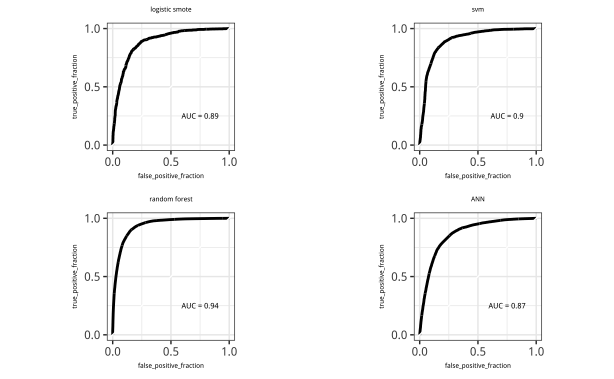 logistic smote
true_positive_fraction
1.0
0.5
0.0
AUC = 0.89
0.0 0.5 1.0
false_positive_fraction
svm
true_positive_fraction
1.0
0.5
0.0
AUC = 0.9
0.0 0.5 1.0
false_positive_fraction
random forest
true_positive_fraction
1.0
0.5
0.0
AUC = 0.94
0.0 0.5 1.0
false_positive_fraction
ANN
true_positive_fraction
1.0
0.5
0.0
AUC = 0.87
0.0 0.5 1.0
false_positive_fraction